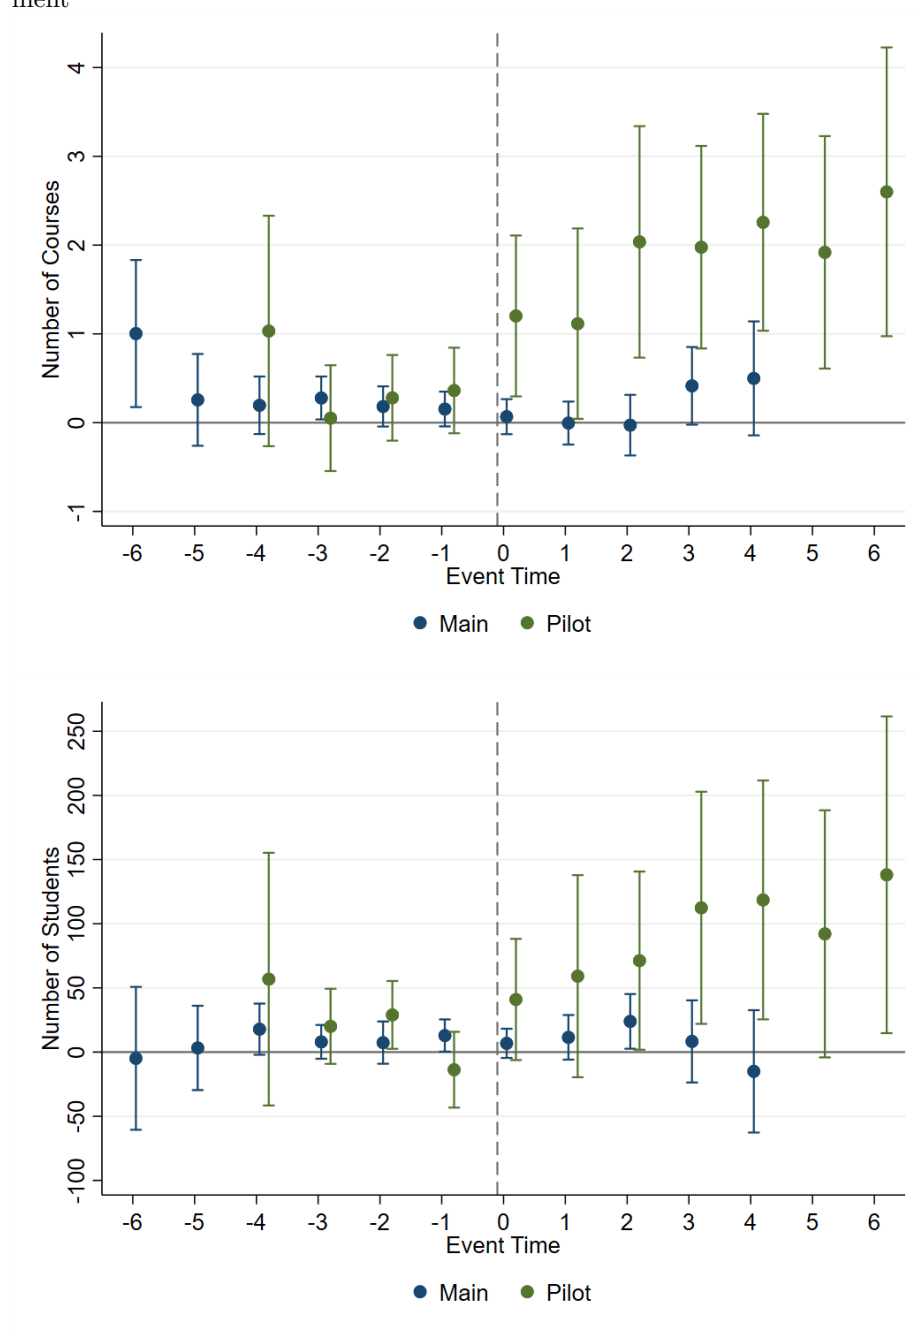 ment
4
3
2
1
0
-1
Number of Courses
-6 -5 -4 -3 -2 -1 0 1 2 3 4 5 6
Event Time
Main Pilot
250
200
150
100
50
0
-50
-100
Number of Students
-6 -5 -4 -3 -2 -1 0 1 2 3 4 5 6
Event Time
Main Pilot